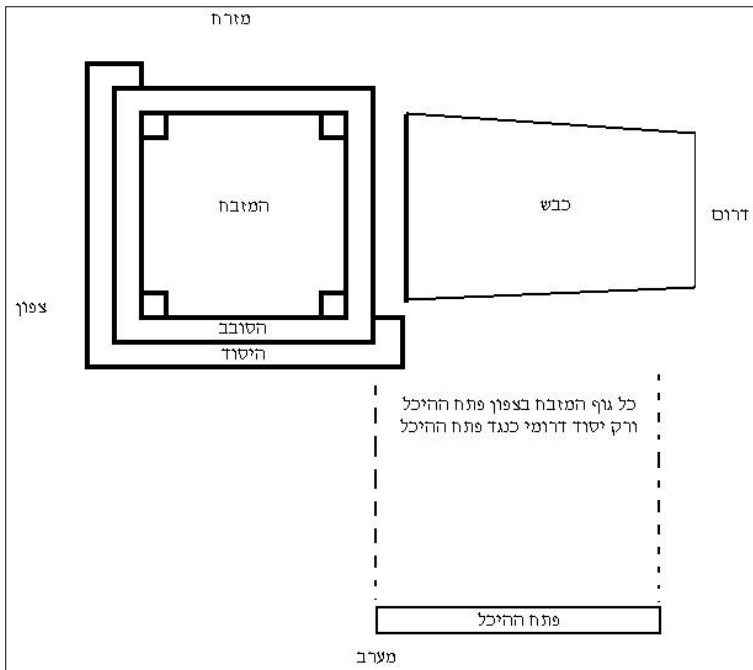 מזרח
המזבח
כבש
דרום
צפון
הסובב
היסוד
כל גוף המזבח בצפון פתח ההיכל
ורק יסוד דרומי כנגד פתח ההיכל
פתח ההיכל
מערב